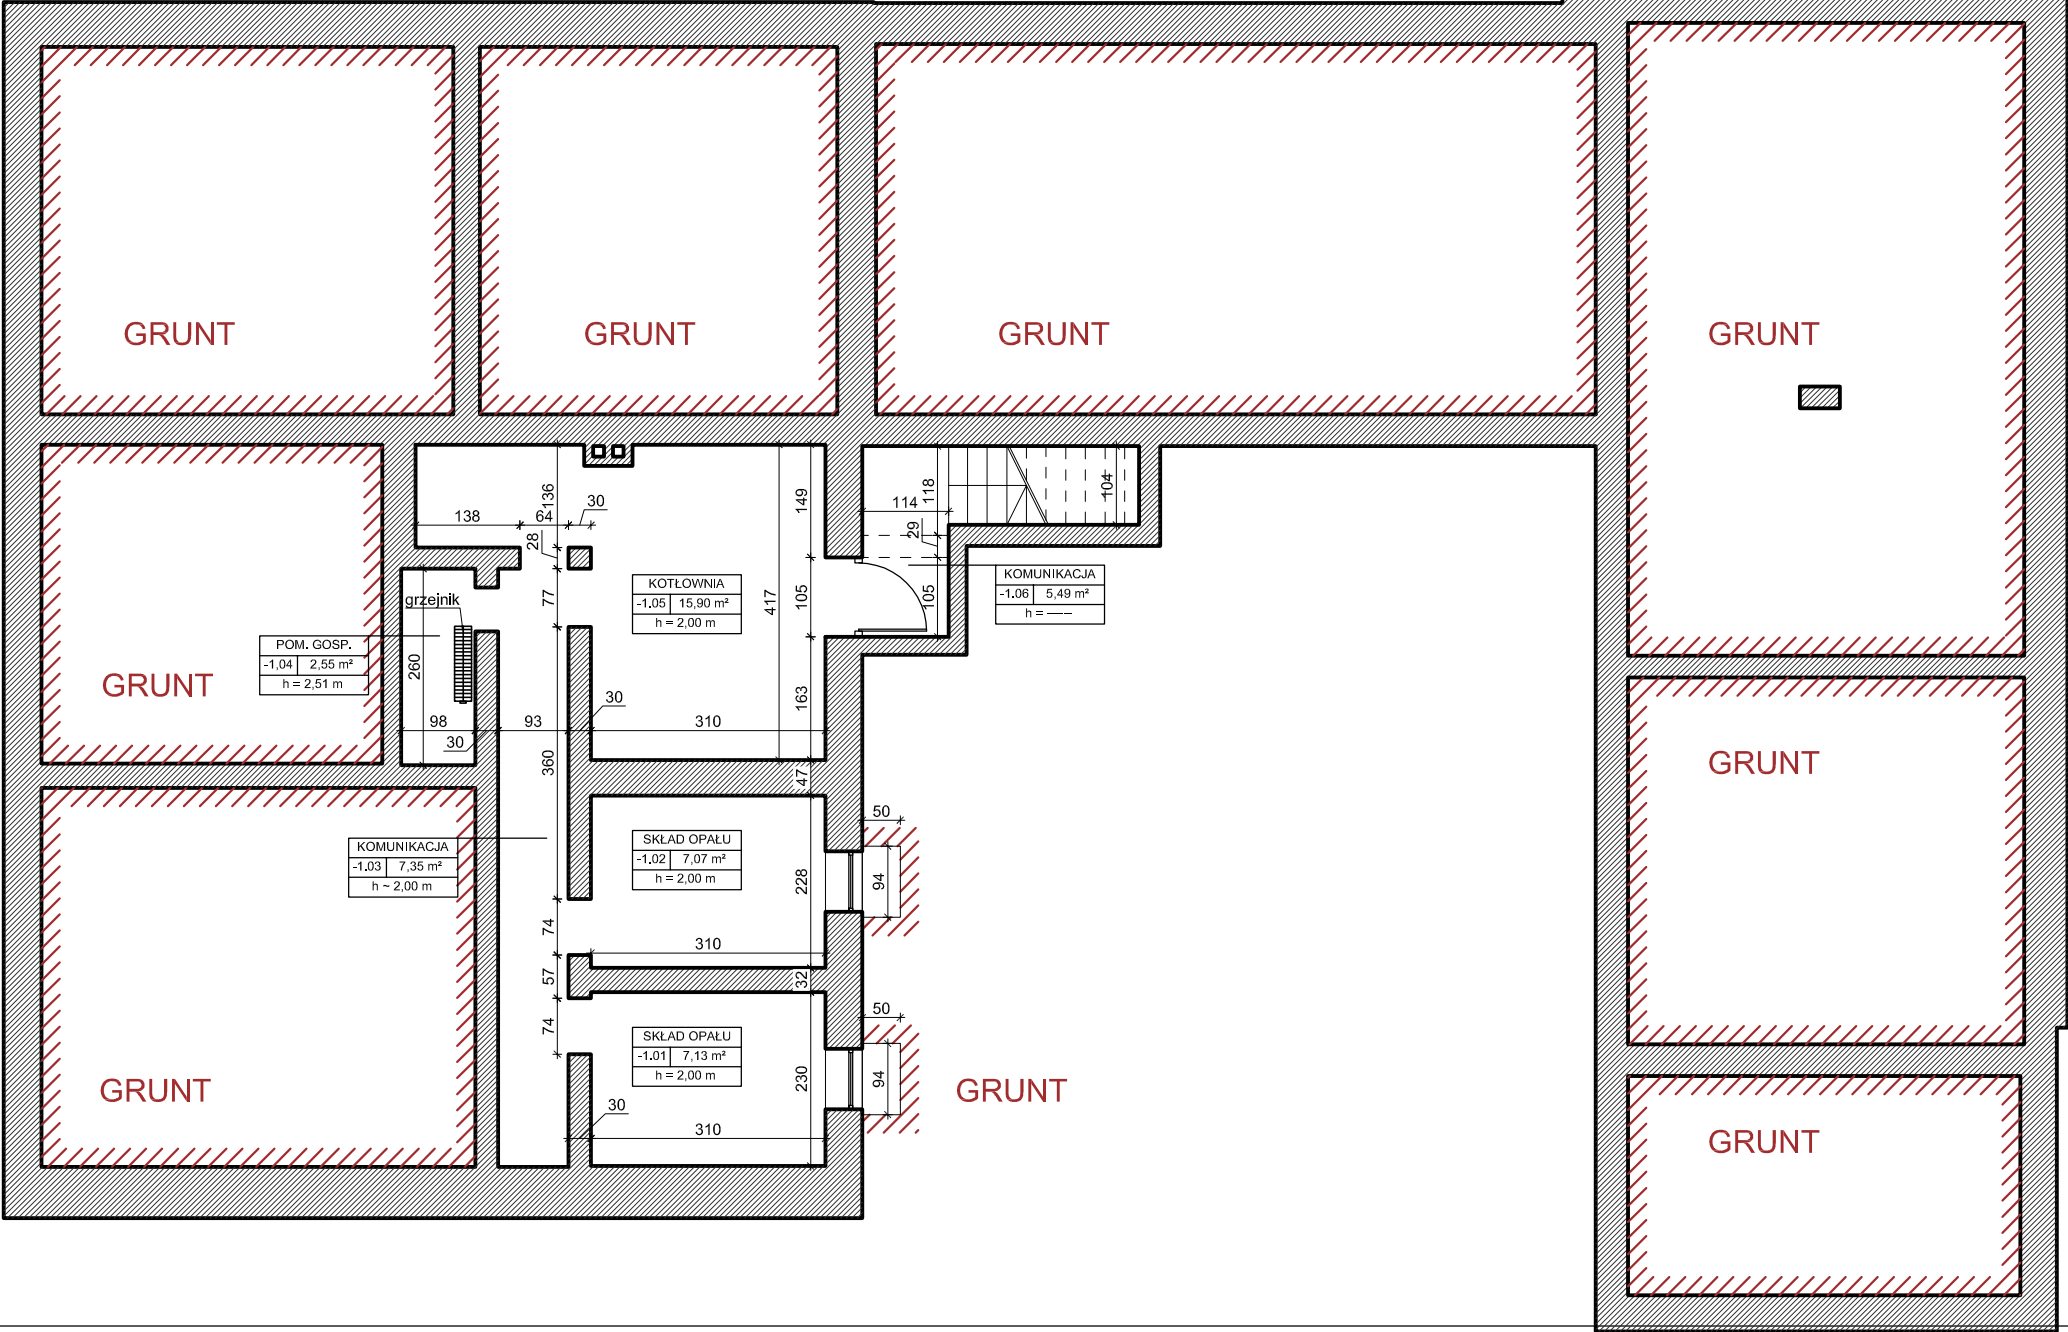 GRUNT
GRUNT
GRUNT
GRUNT
136
30
138
64
28
149
114
118
29
104
KOTŁOWNIA
-1.05 15,90 m²
h = 2,00 m
77
417
105
105
KOMUNIKACJA
-1.06 5,49 m²
h = -----
grzejnik
POM. GOSP.
-1,04 2,55 m²
h = 2,51 m
GRUNT
260
163
30
98
93
310
30
360
47
GRUNT
50
KOMUNIKACJA
-1.03 7,35 m²
h ~ 2,00 m
SKŁAD OPAŁU
-1.02 7,07 m²
h = 2,00 m
228
94
74
310
57
32
50
74
SKŁAD OPAŁU
-1.01 7,13 m²
h = 2,00 m
230
94
GRUNT
GRUNT
30
310
GRUNT